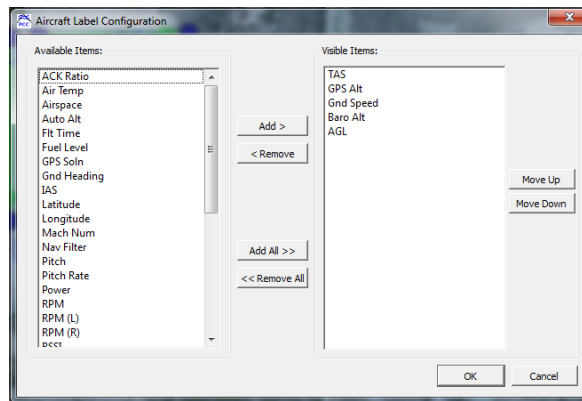 PCC
Aircraft Label Configuration
Available Items:
ACK Ratio
Air Temp
Airspace
Auto Alt
Flt Time
Fuel Level
GPS Soln
Gnd Heading
IAS
Latitude
Longitude
Mach Num
Nav Filter
Pitch
Pitch Rate
Power
RPM
RPM (L)
RPM (R)
RSSI
Add >
< Remove
Add All >>
<< Remove All
Visible Items:
TAS
GPS Alt
Gnd Speed
Baro Alt
AGL
Move Up
Move Down
OK
Cancel